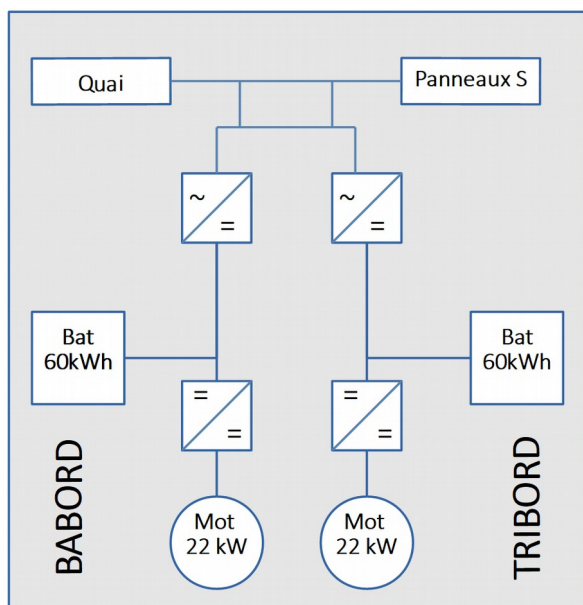 Quai
Panneaux S
~
=
~
=
Bat
60kWh
Bat
60kWh
=
=
=
=
BABORD
TRIBORD
Mot
22 kW
Mot
22 kW